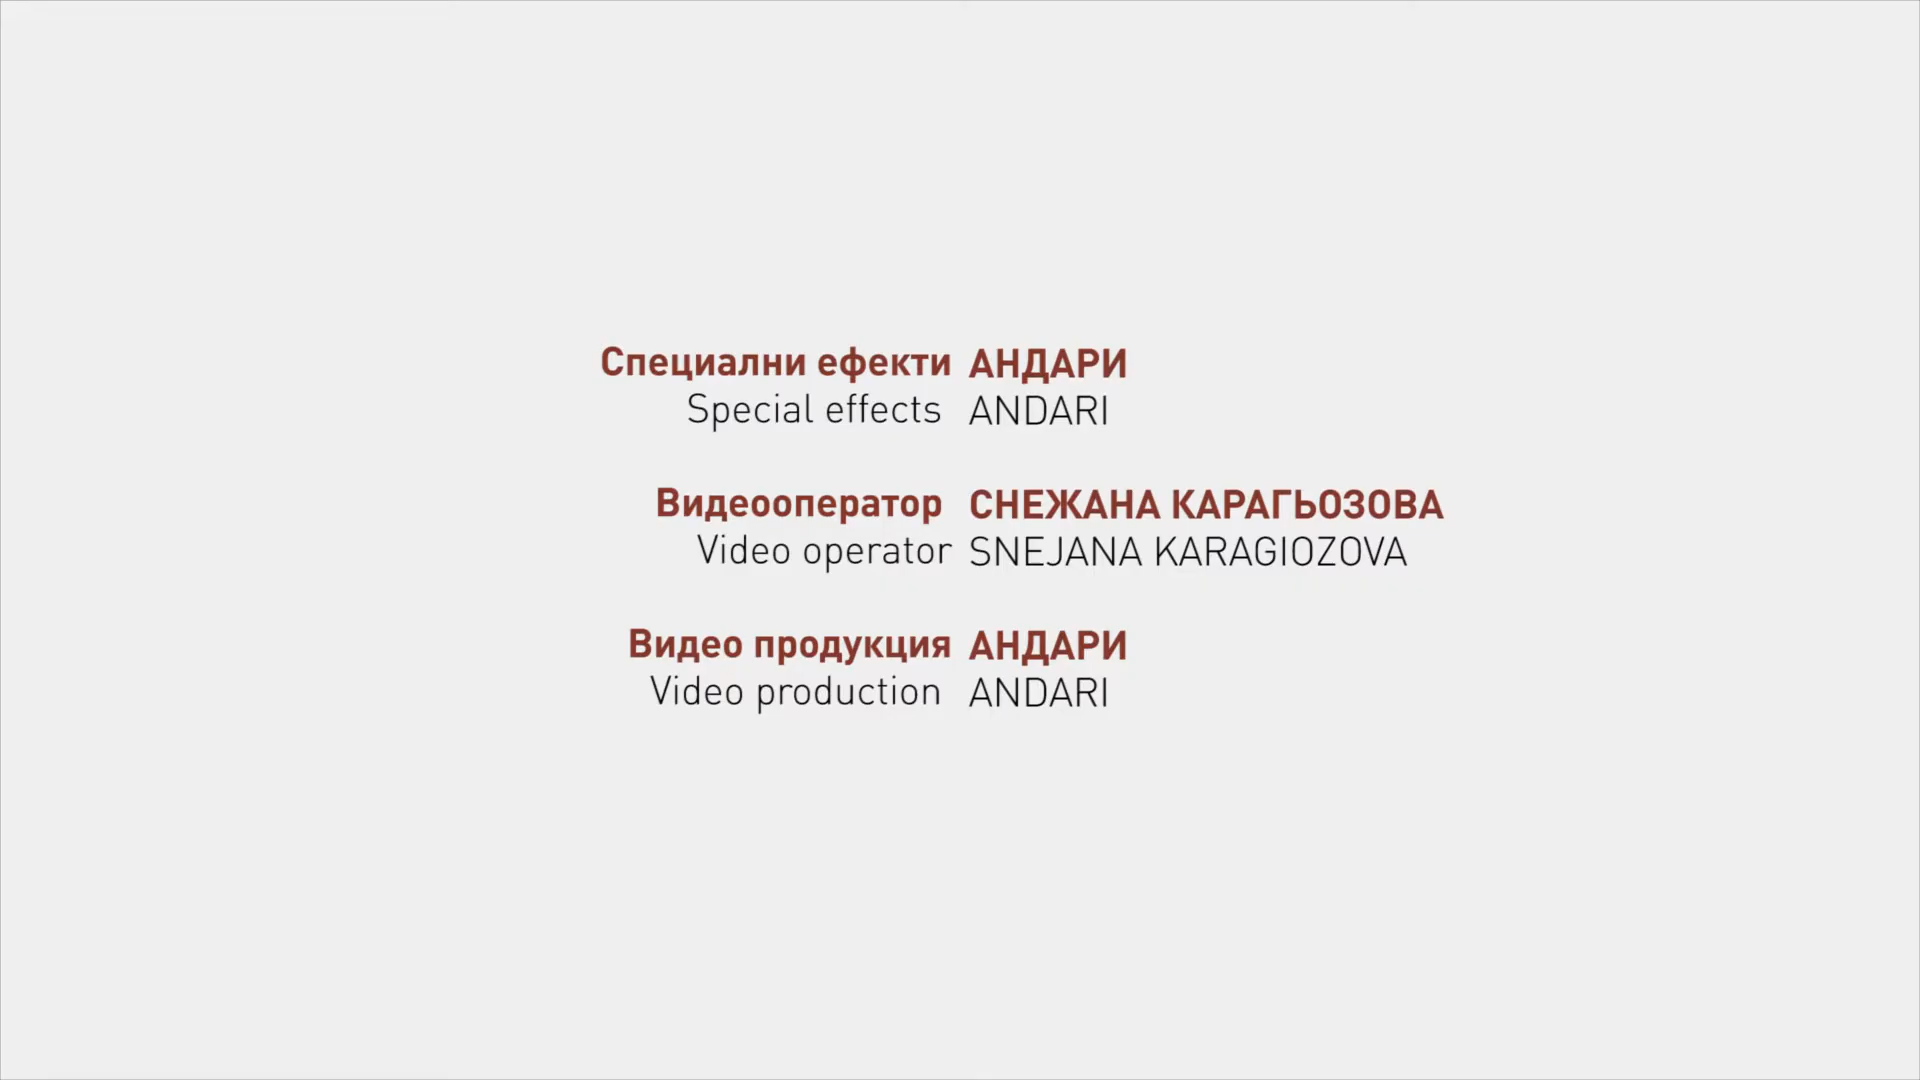 Специални ефекти АНДАРИ
Special effects ANDARI
Видеооператор СНЕЖАНА КАРАГЬОЗОВА
Video operator SNEJANA KARAGIOZOVA
Видео продукция АНДАРИ
Video production ANDARI